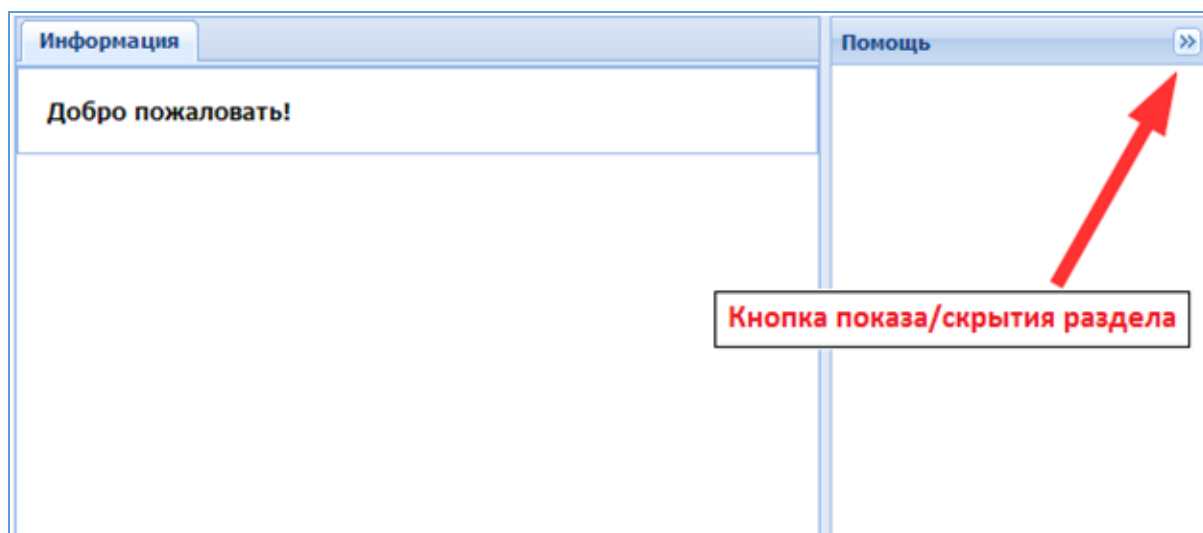 Информация
Помощь
Добро пожаловать!
Кнопка показа/скрытия раздела